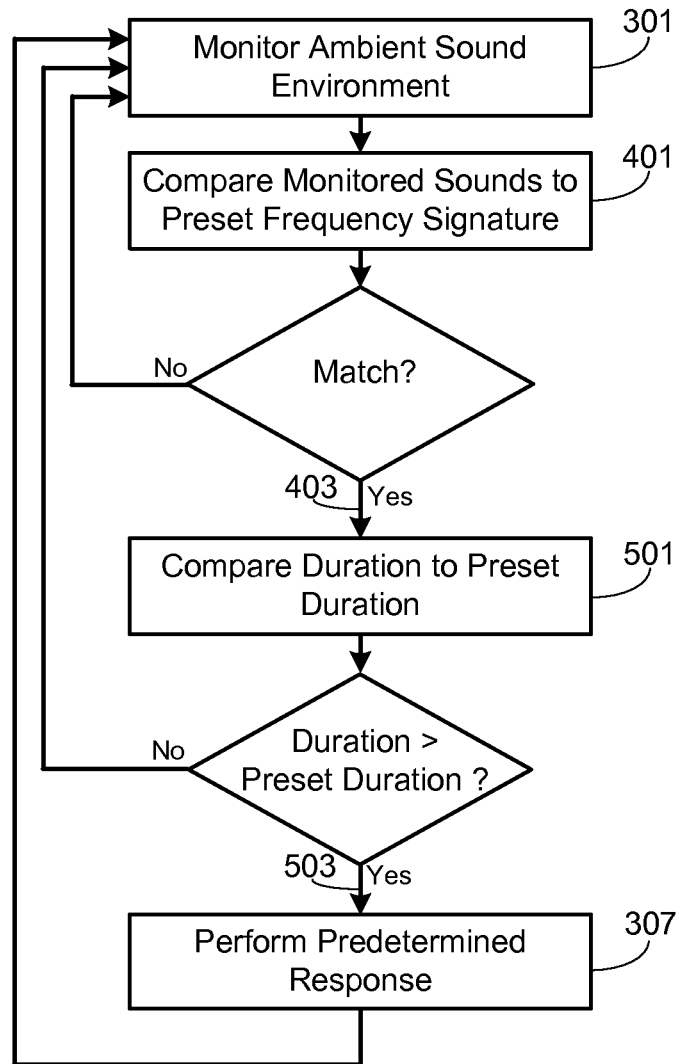 301
Monitor Ambient Sound
Environment
401
Compare Monitored Sounds to
Preset Frequency Signature
No
Match?
403
Yes
501
Compare Duration to Preset
Duration
No
Duration >
Preset Duration ?
503
Yes
307
Perform Predetermined
Response